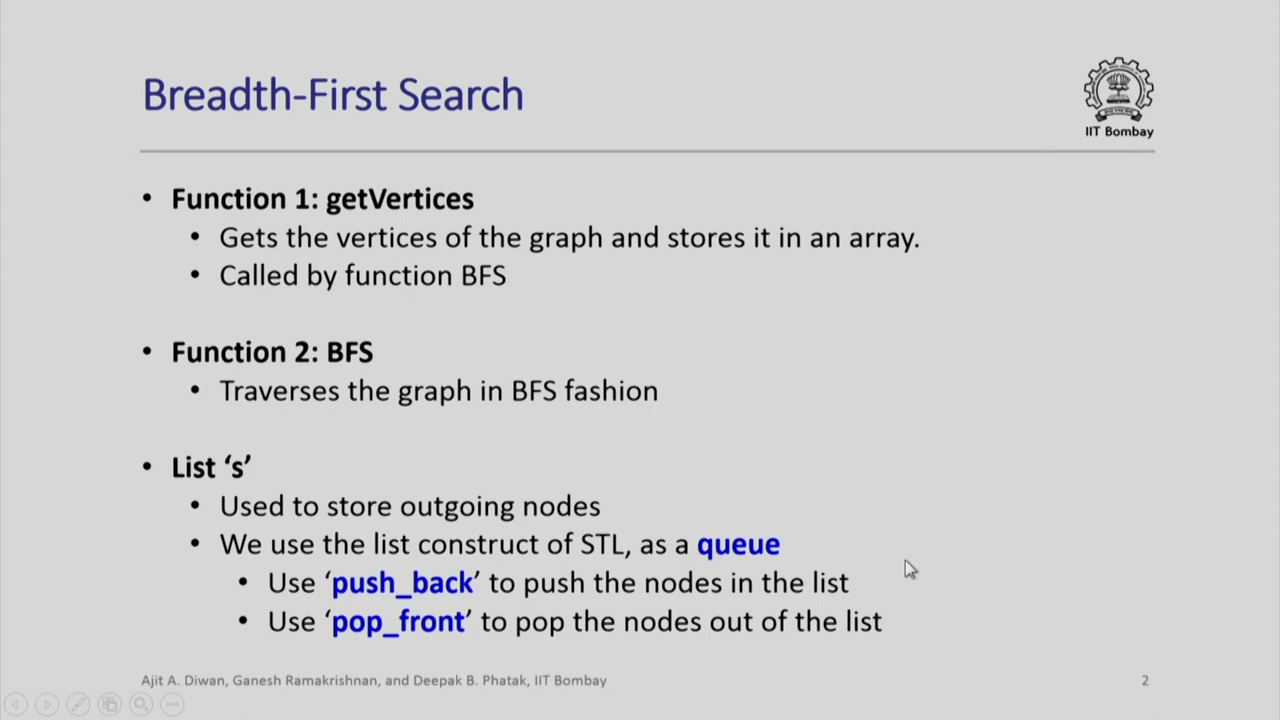 Breadth-First Search
IIT Bombay
• Function 1: getVertices
• Gets the vertices of the graph and stores it in an array.
• Called by function BFS
• Function 2: BFS
• Traverses the graph in BFS fashion
• List ‘s’
• Used to store outgoing nodes
• We use the list construct of STL, as a queue
• Use ‘push_back’ to push the nodes in the list
• Use ‘pop_front’ to pop the nodes out of the list
Ajit A. Diwan, Ganesh Ramakrishnan, and Deepak B. Phatak, IIT Bombay
2